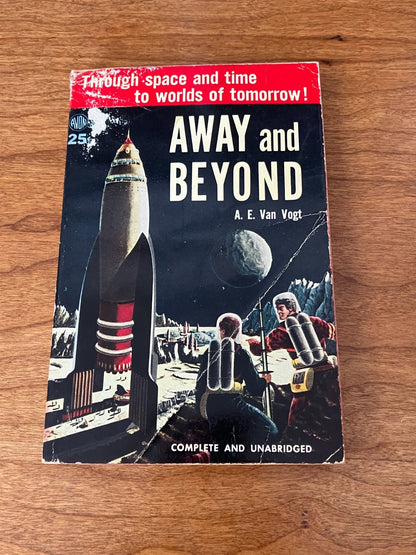 Through space and time
to worlds of tomorrow!
AVON
25¢
AWAY and
BEYOND
A. E. Van Vogt
COMPLETE AND UNABRIDGED